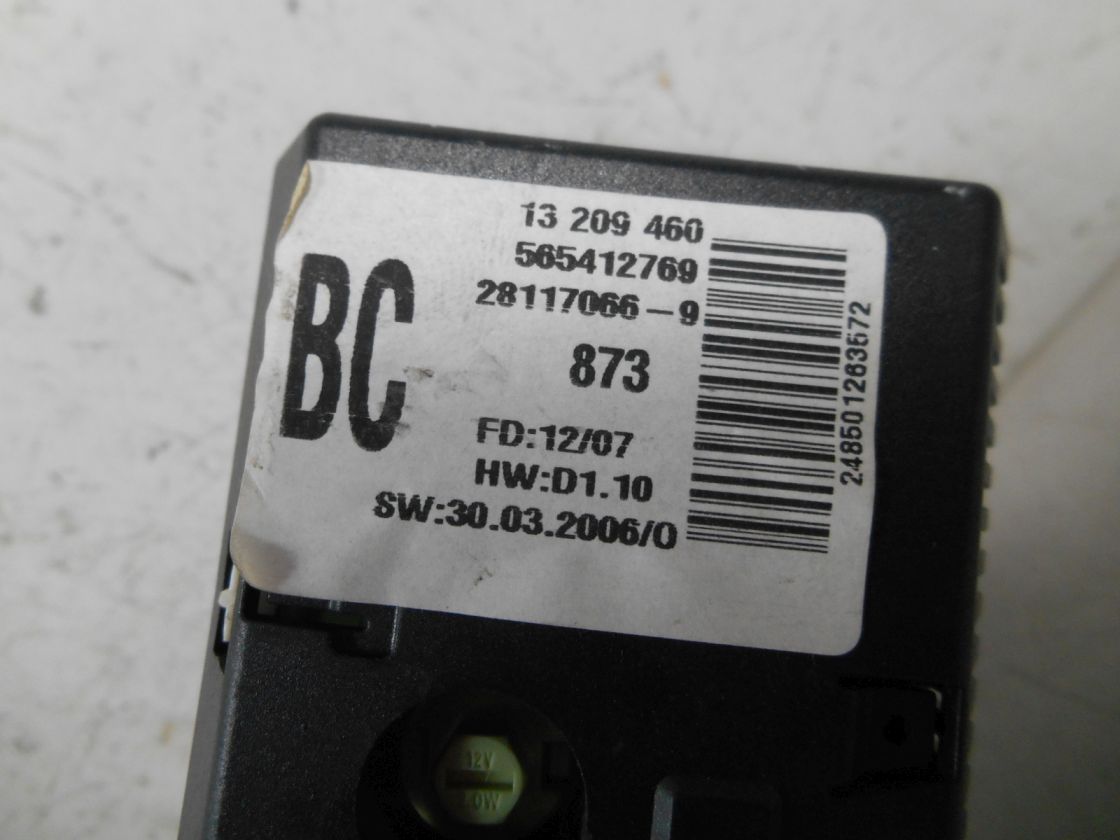 BC
13 209 460
565412769
28117066-9
873
FD:12/07
HW:D1.10
SW:30.03.2006/0
248501263572
12V